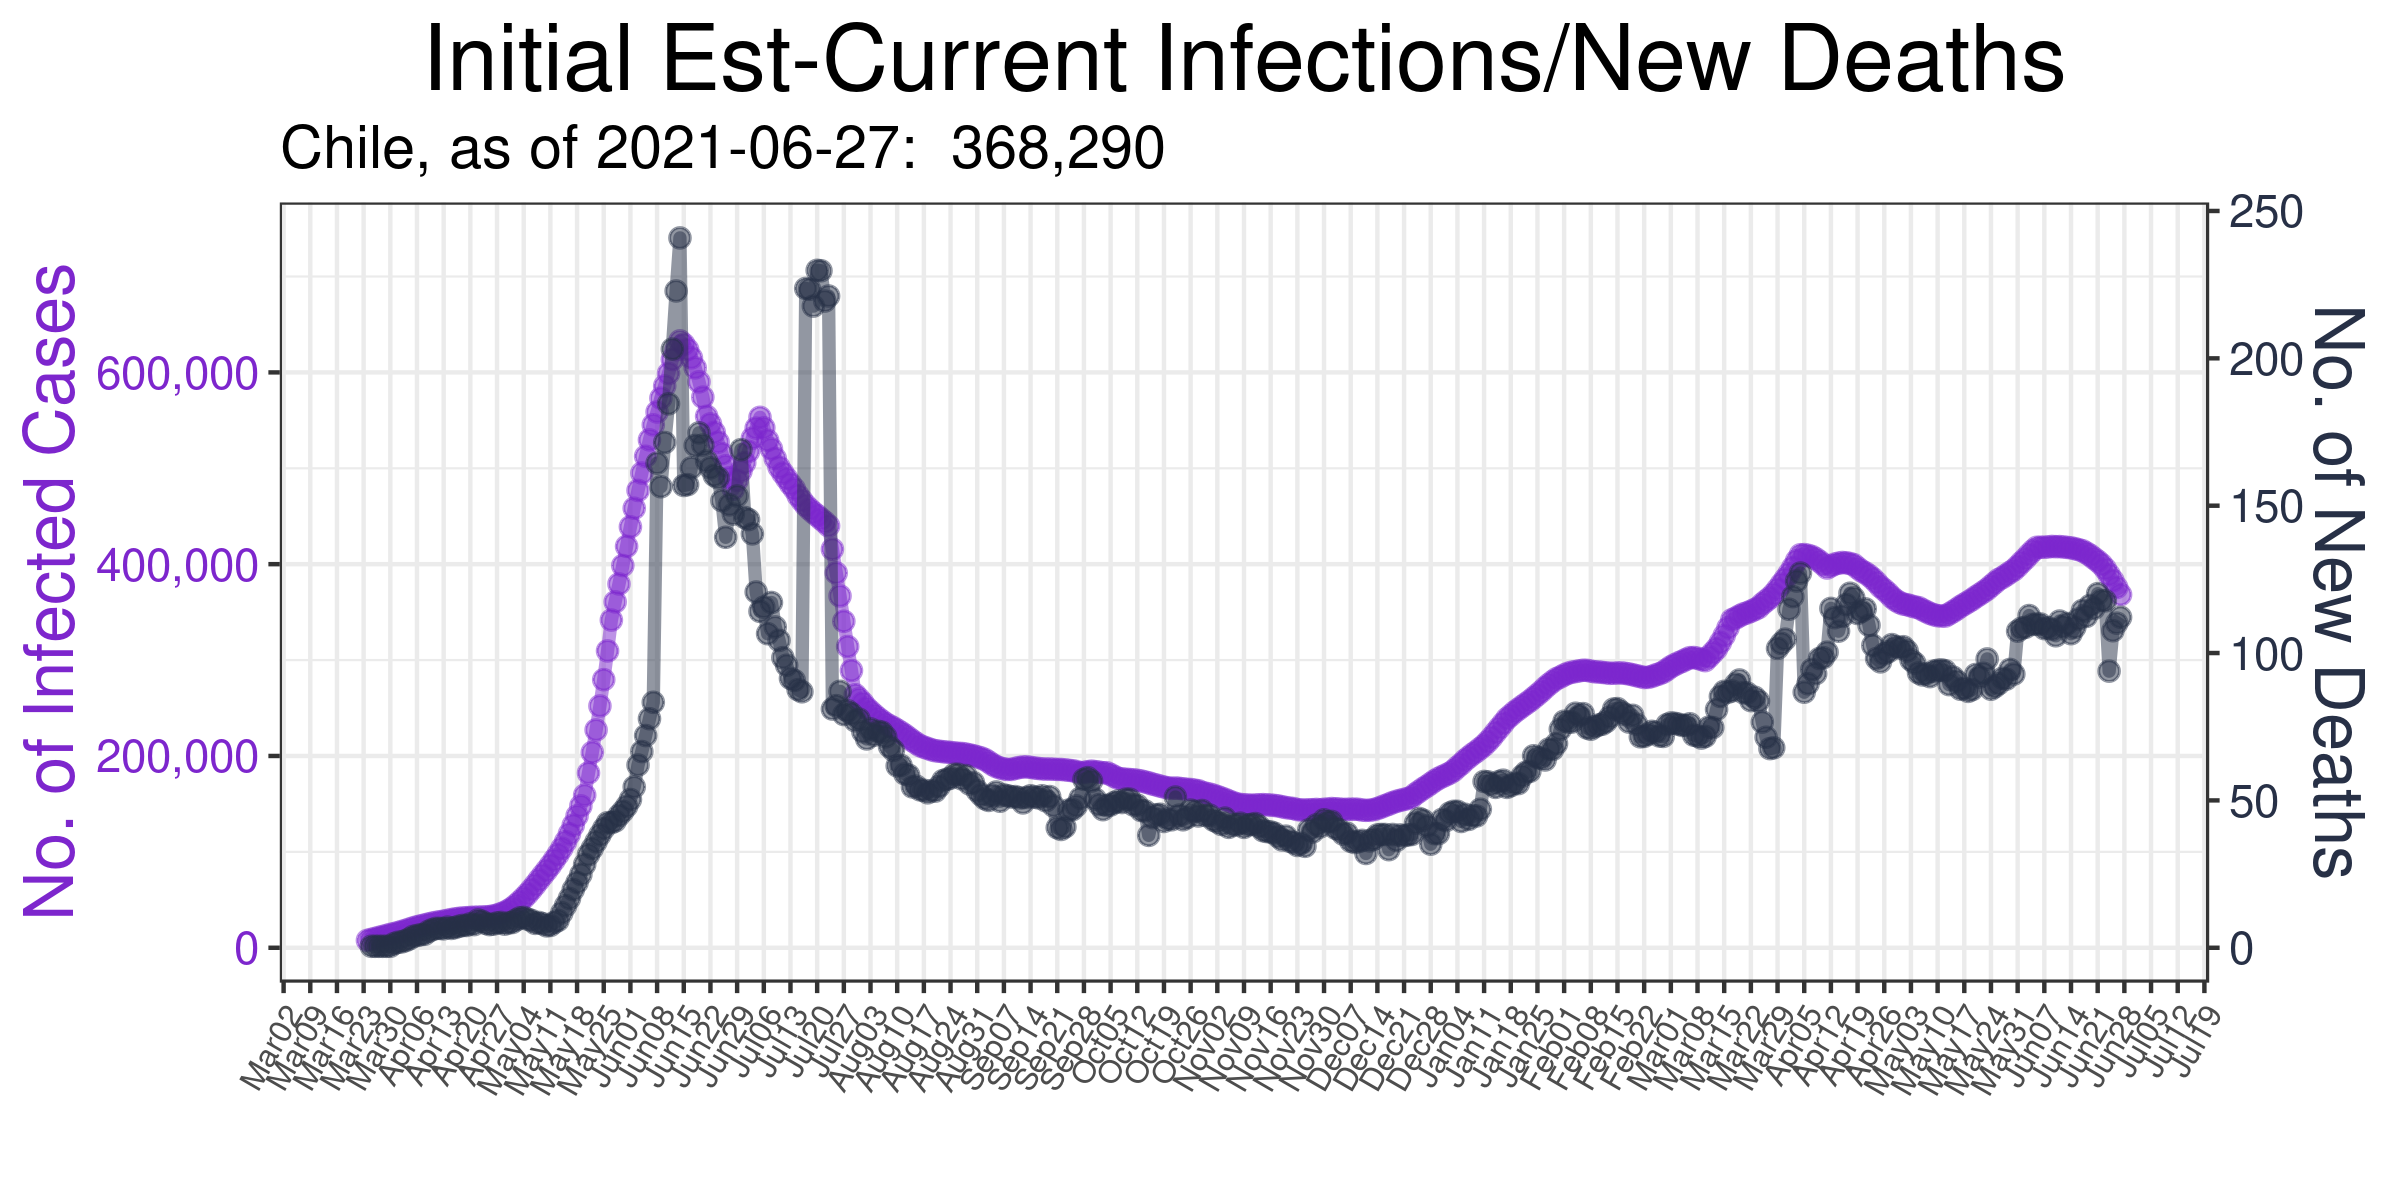 Initial Est-Current Infections/New Deaths
Chile, as of 2021-06-27:  368,290
No. of Infected Cases
600,000
400,000
200,000
0
250
200
150
100
50
0
No. of New Deaths
Mar02
Mar09
Mar16
Mar23
Mar30
Apr06
Apr13
Apr20
Apr27
May04
May11
May18
May25
Jun01
Jun08
Jun15
Jun22
Jun29
Jul06
Jul13
Jul20
Jul27
Aug03
Aug10
Aug17
Aug24
Aug31
Sep07
Sep14
Sep21
Sep28
Oct05
Oct12
Oct19
Oct26
Nov02
Nov09
Nov16
Nov23
Nov30
Dec07
Dec14
Dec21
Dec28
Jan04
Jan11
Jan18
Jan25
Feb01
Feb08
Feb15
Feb22
Mar01
Mar08
Mar15
Mar22
Mar29
Apr05
Apr12
Apr19
Apr26
May03
May10
May17
May24
May31
Jun07
Jun14
Jun21
Jun28
Jul05
Jul12
Jul19